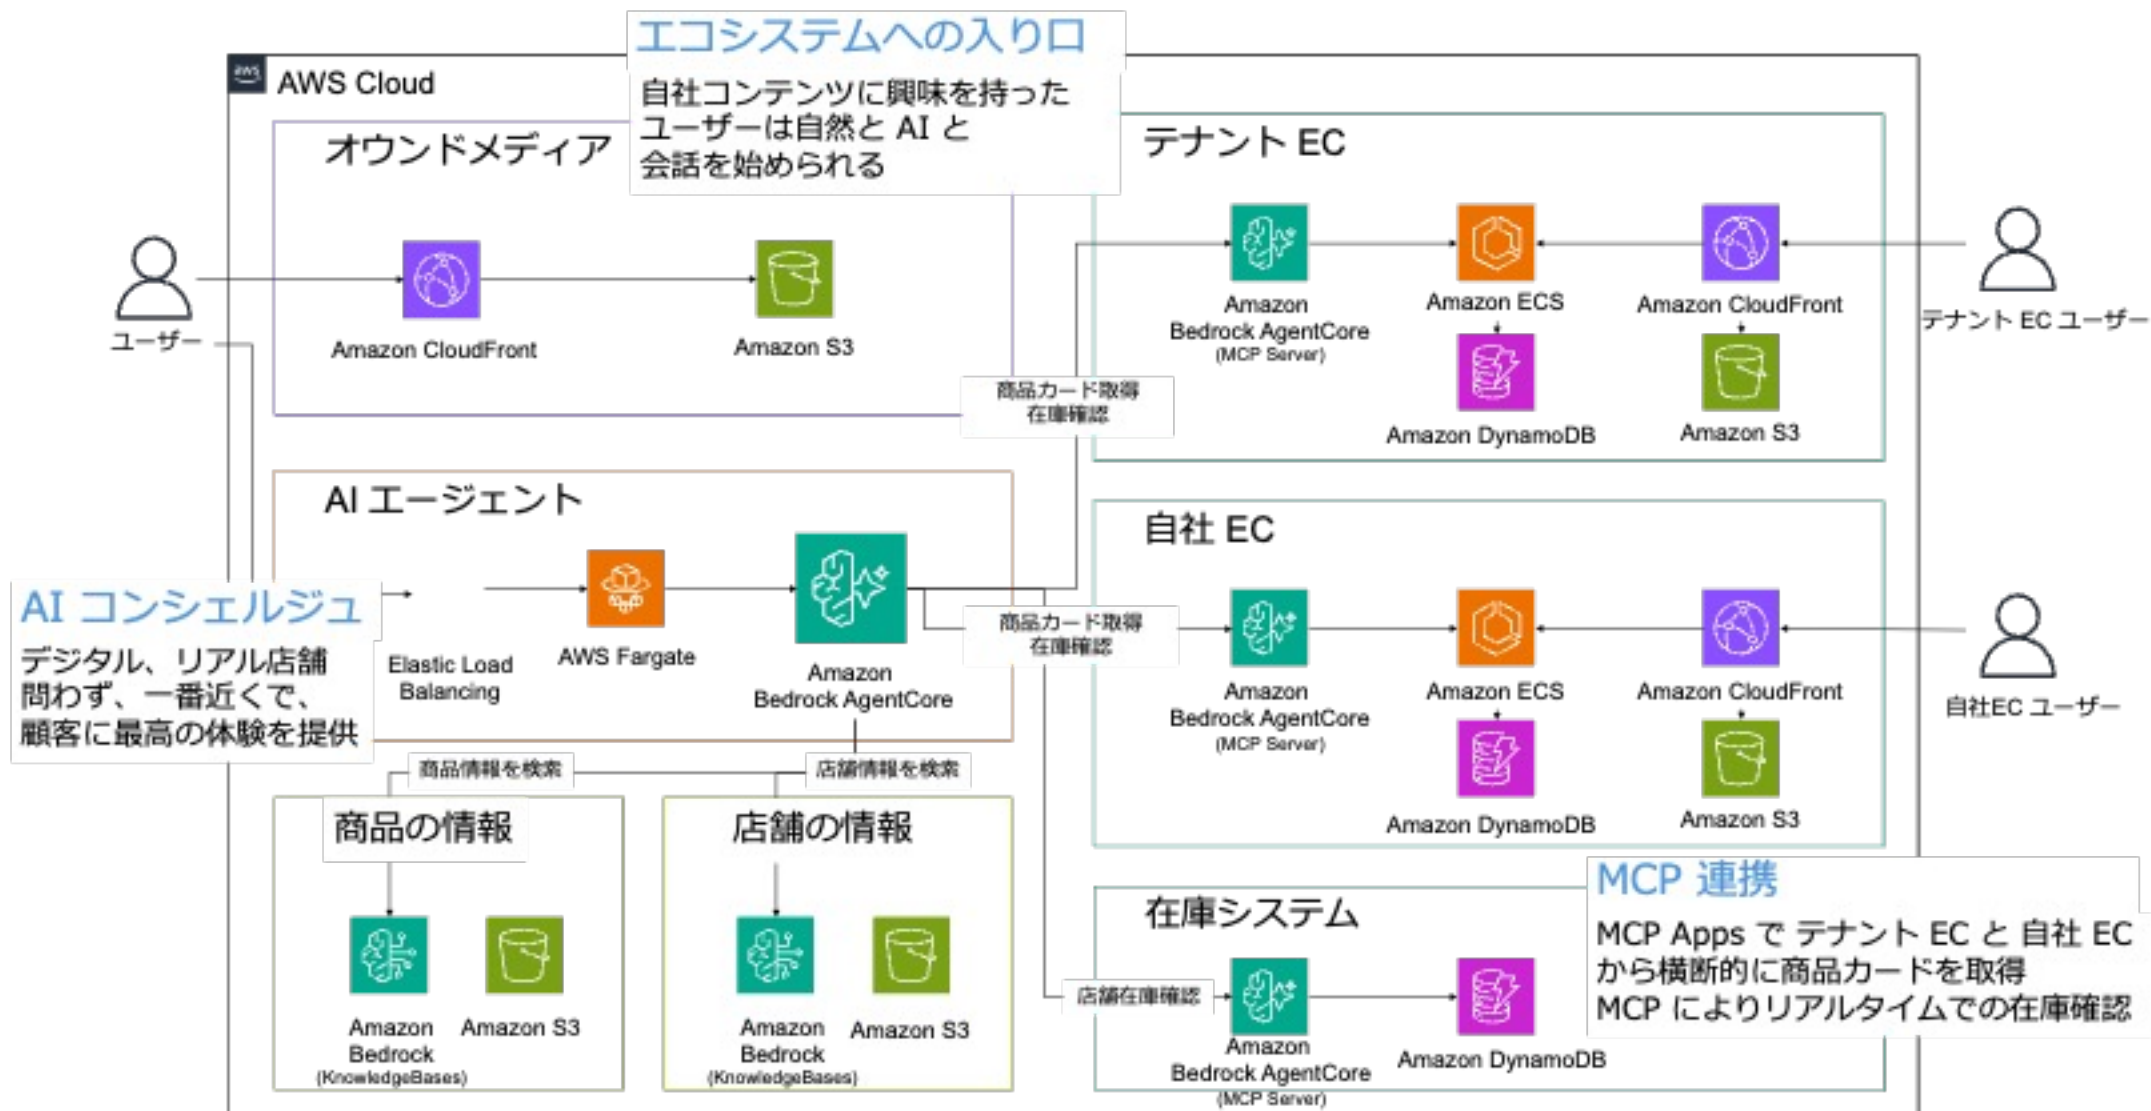 エコシステムへの入り口
自社コンテンツに興味を持った
ユーザーは自然と AI と
会話を始められる
aws
AWS Cloud
オウンドメディア
ユーザー
Amazon CloudFront
Amazon S3
テナント EC
Amazon
Bedrock AgentCore
(MCP Server)
Amazon ECS
Amazon CloudFront
Amazon DynamoDB
Amazon S3
テナント EC ユーザー
商品カード取得
在庫確認
AI エージェント
AI コンシェルジュ
デジタル、リアル店舗
問わず、一番近くで、
顧客に最高の体験を提供
Elastic Load
Balancing
AWS Fargate
Amazon
Bedrock AgentCore
商品カード取得
在庫確認
自社 EC
Amazon
Bedrock AgentCore
(MCP Server)
Amazon ECS
Amazon CloudFront
Amazon DynamoDB
Amazon S3
自社EC ユーザー
商品情報を検索
店舗情報を検索
商品の情報
Amazon
Bedrock
(KnowledgeBases)
Amazon S3
店舗の情報
Amazon
Bedrock
(KnowledgeBases)
Amazon S3
在庫システム
店舗在庫確認
Amazon
Bedrock AgentCore
(MCP Server)
Amazon DynamoDB
MCP 連携
MCP Apps で テナント EC と 自社 EC
から横断的に商品カードを取得
MCP によりリアルタイムでの在庫確認